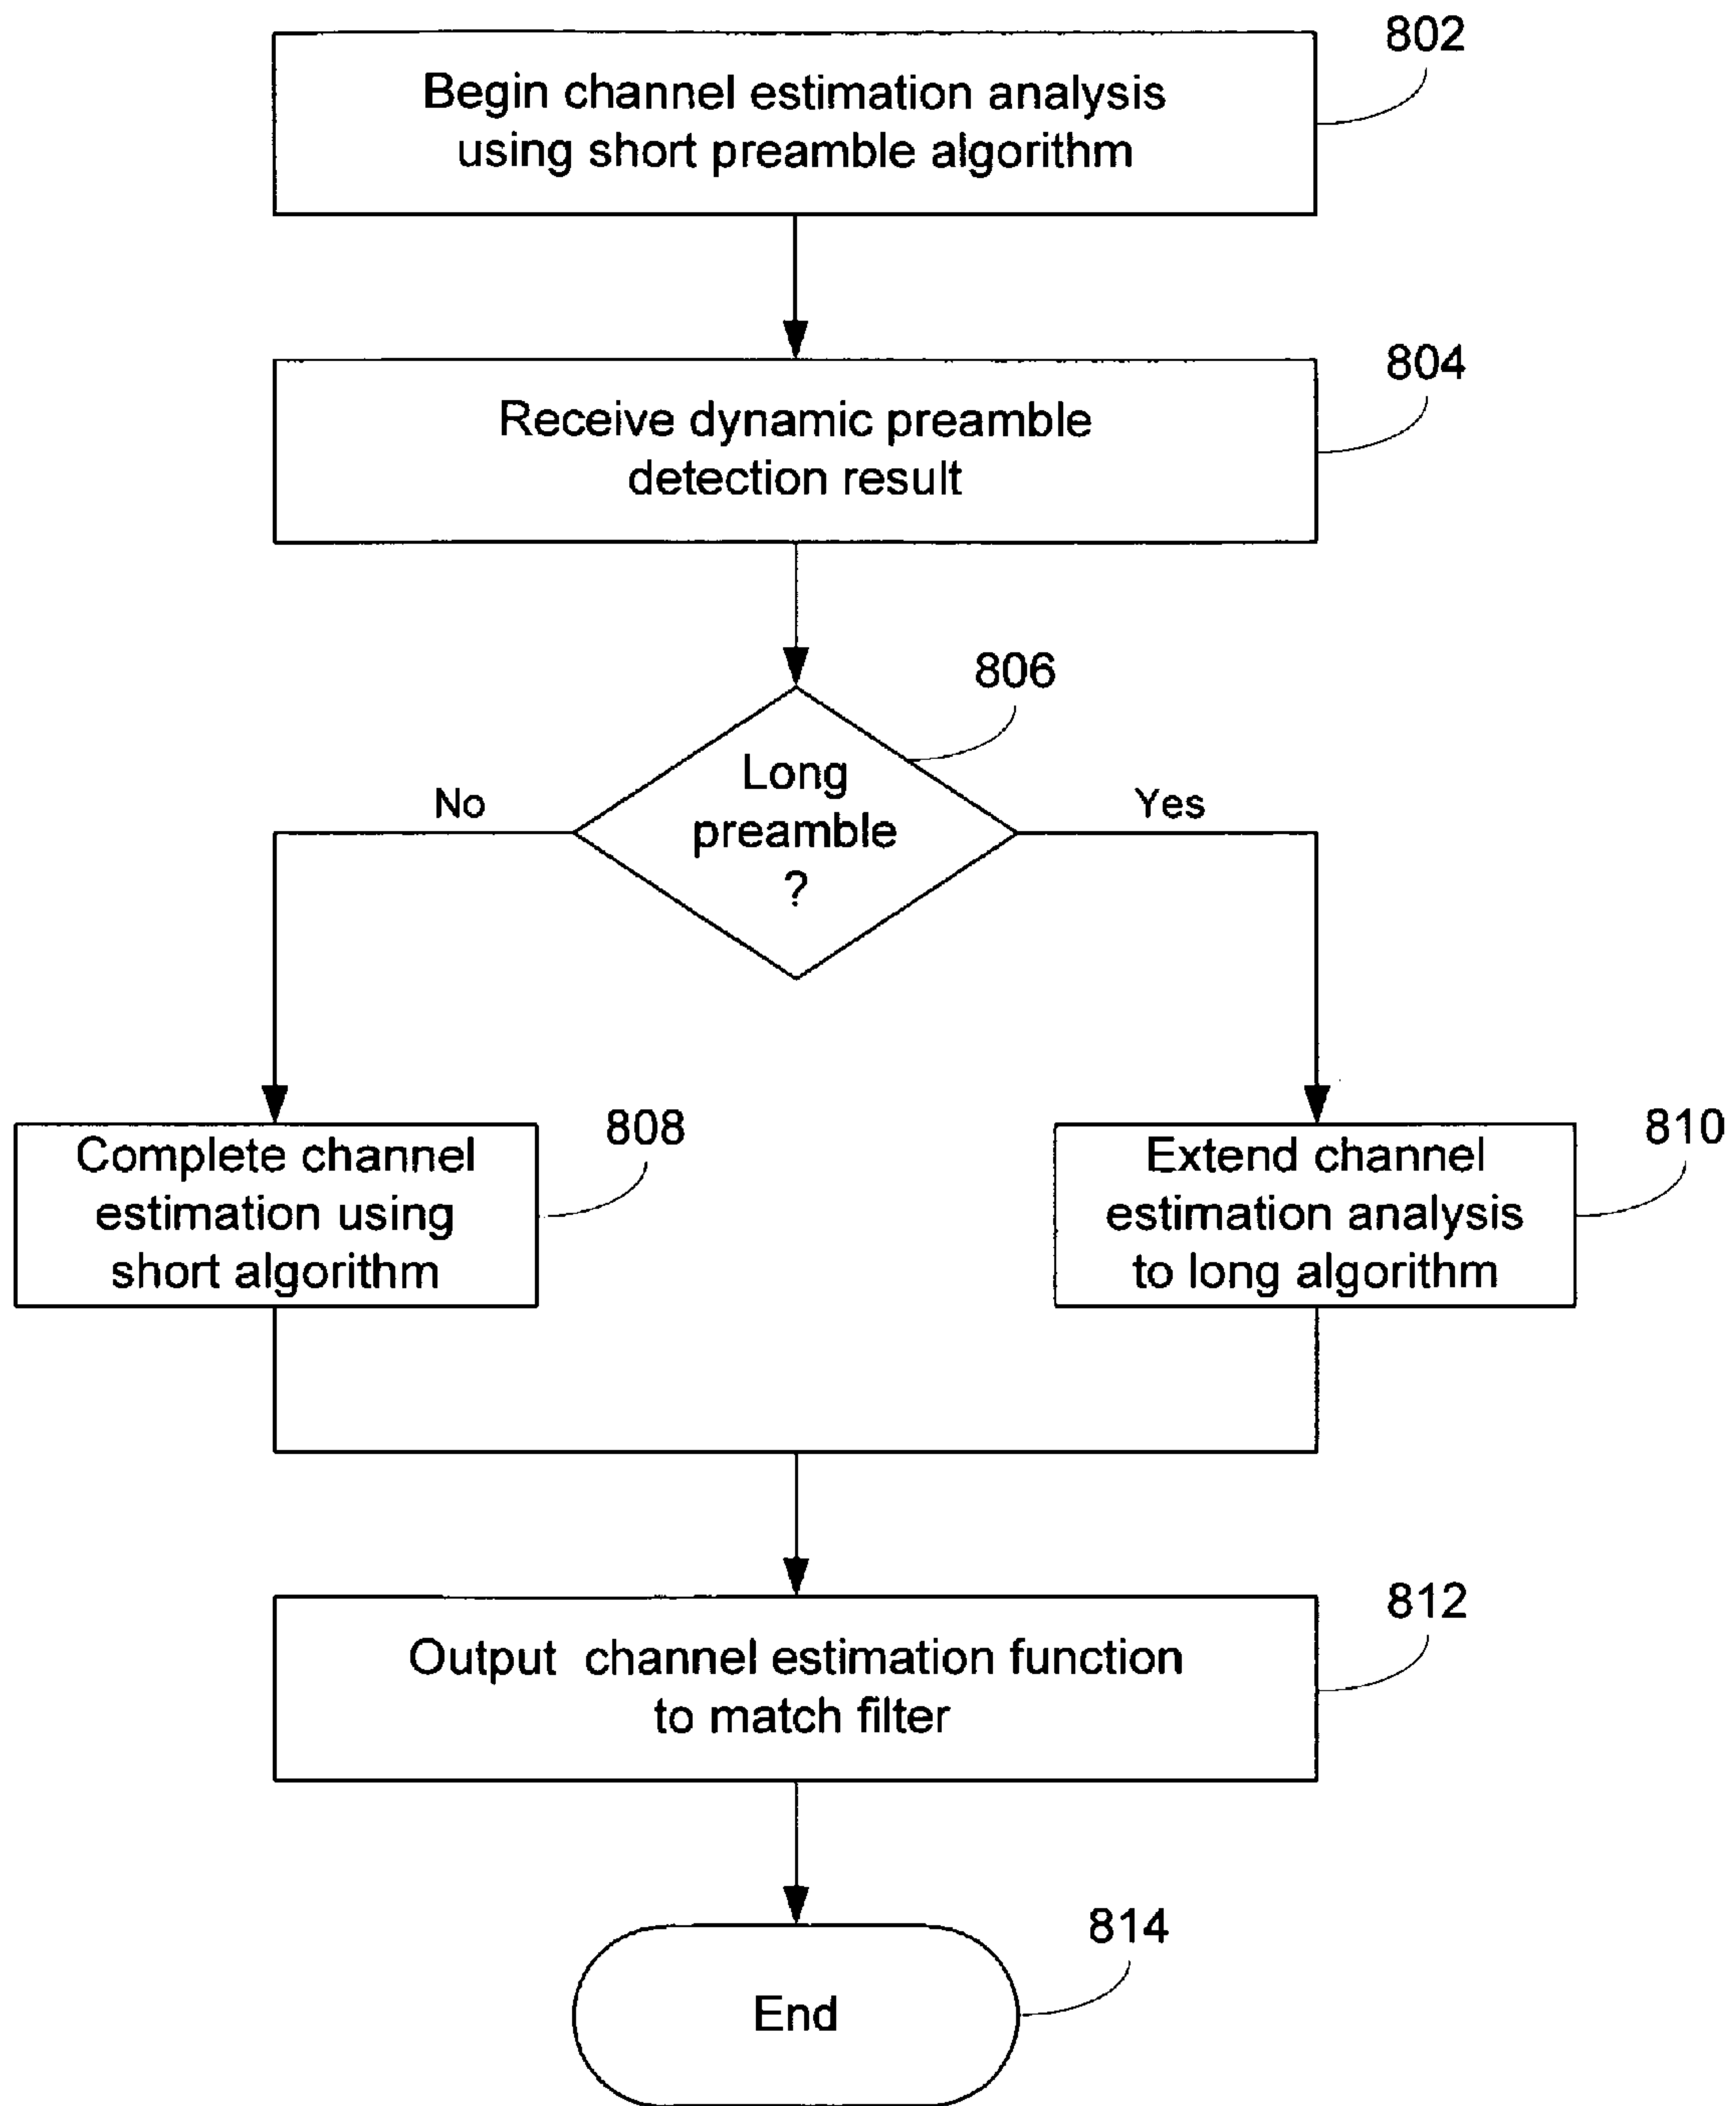 802
Begin channel estimation analysis
using short preamble algorithm
804
Receive dynamic preamble
detection result
806
Long
preamble
?
No
Yes
808
Complete channel
estimation using
short algorithm
810
Extend channel
estimation analysis
to long algorithm
812
Output channel estimation function
to match filter
814
End